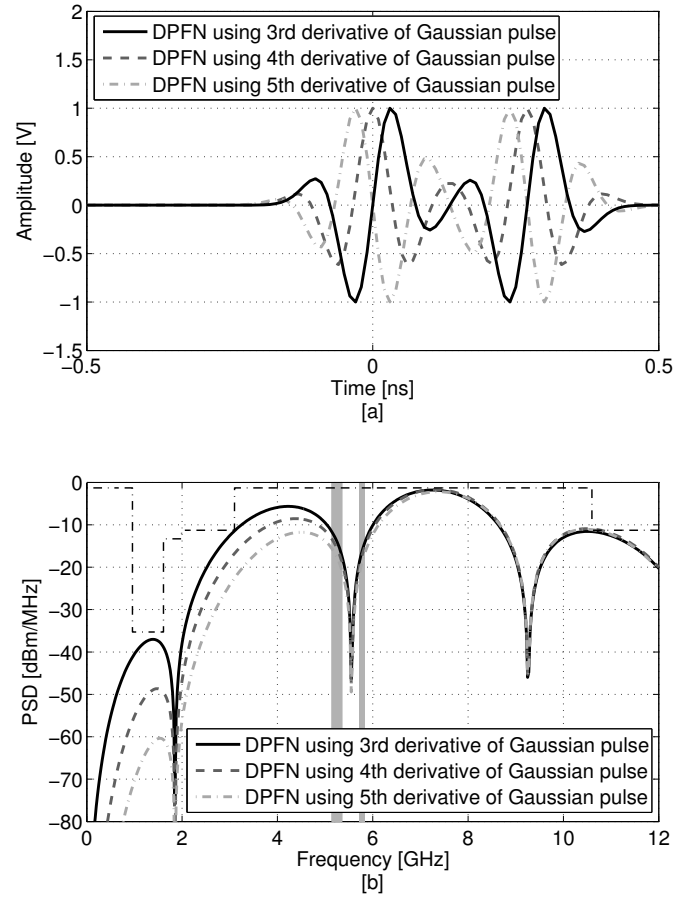 2
DPFN using 3rd derivative of Gaussian pulse
1.5
DPFN using 4th derivative of Gaussian pulse
DPFN using 5th derivative of Gaussian pulse
1
0.5
0
−0.5
−1
−1.5
Amplitude [V]
−0.5 0 0.5
Time [ns]
[a]
0
−10
−20
−30
−40
−50
−60
−70
−80
PSD [dBm/MHz]
DPFN using 3rd derivative of Gaussian pulse
DPFN using 4th derivative of Gaussian pulse
DPFN using 5th derivative of Gaussian pulse
0 2 4 6 8 10 12
Frequency [GHz]
[b]